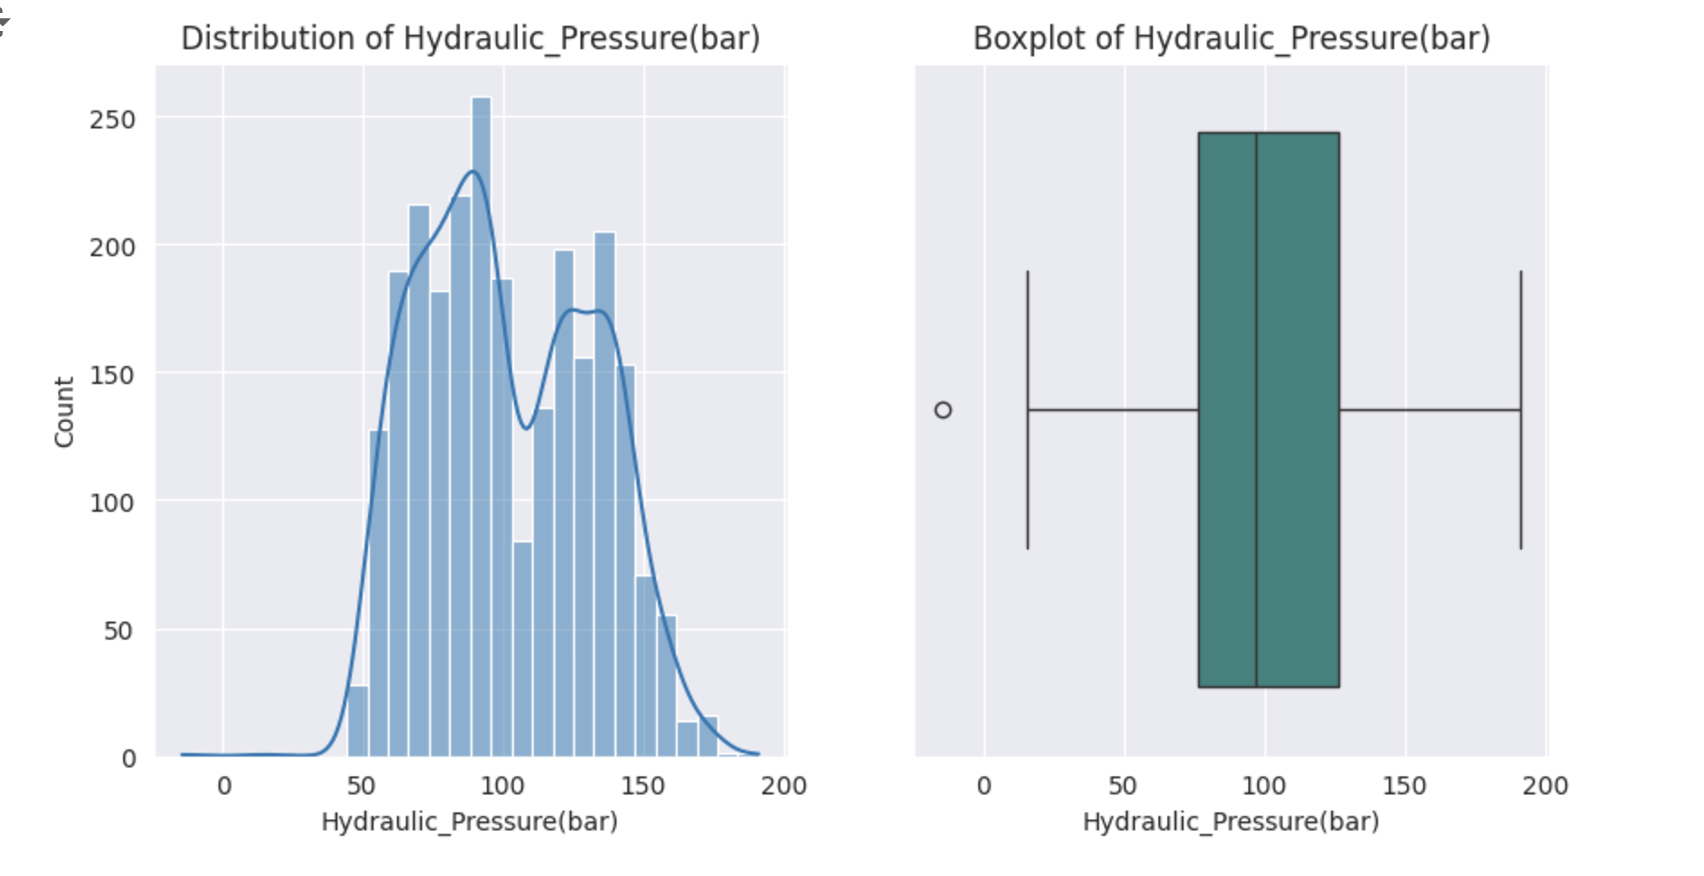 Distribution of Hydraulic_Pressure(bar)
250
200
150
100
50
0
Count
0 50 100 150 200
Hydraulic_Pressure(bar)
Boxplot of Hydraulic_Pressure(bar)
0 50 100 150 200
Hydraulic_Pressure(bar)